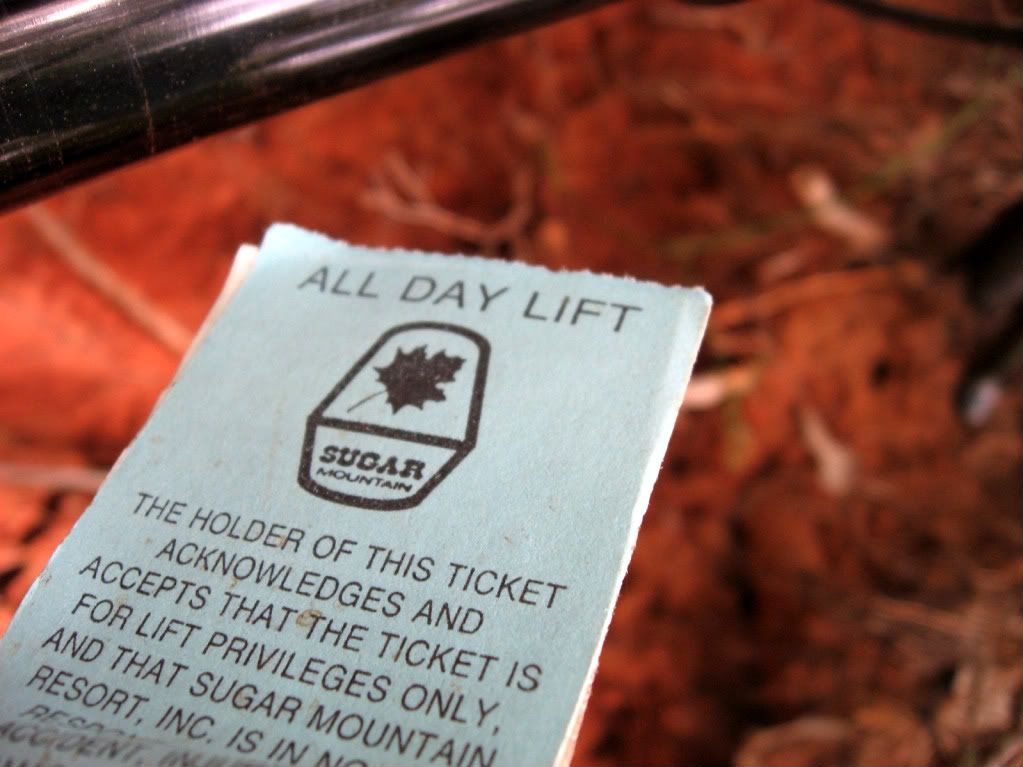 ALL DAY LIFT
SUGAR
MOUNTAIN
THE HOLDER OF THIS TICKET
ACKNOWLEDGES AND
ACCEPTS THAT THE TICKET IS
FOR LIFT PRIVILEGES ONLY,
AND THAT SUGAR MOUNTAIN
RESORT, INC. IS IN
ACCIDENT,